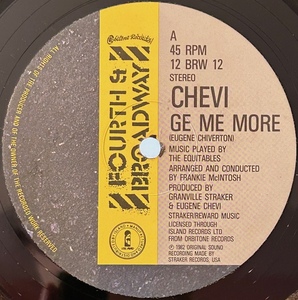 A
45 RPM
12 BRW 12
STEREO
CHEVI
GE ME MORE
(EUGENE CHIVERTON)
MUSIC PLAYED BY
THE EQUITABLES
ARRANGED AND CONDUCTED
BY FRANKIE McINTOSH
PRODUCED BY
GRANVILLE STRAKER
& EUGENE CHEVI
STRAKER/REWARD MUSIC
LICENSED THROUGH
ISLAND RECORDS LTD
FROM ORBITONE RECORDS
℗ 1982 ORIGINAL SOUND
RECORDING MADE BY
STRAKER RECORDS, USA
FOURTH &
BROADWAY
ALL RIGHTS OF THE PRODUCER AND OF THE OWNER OF THE RECORDED WORK RESERVED